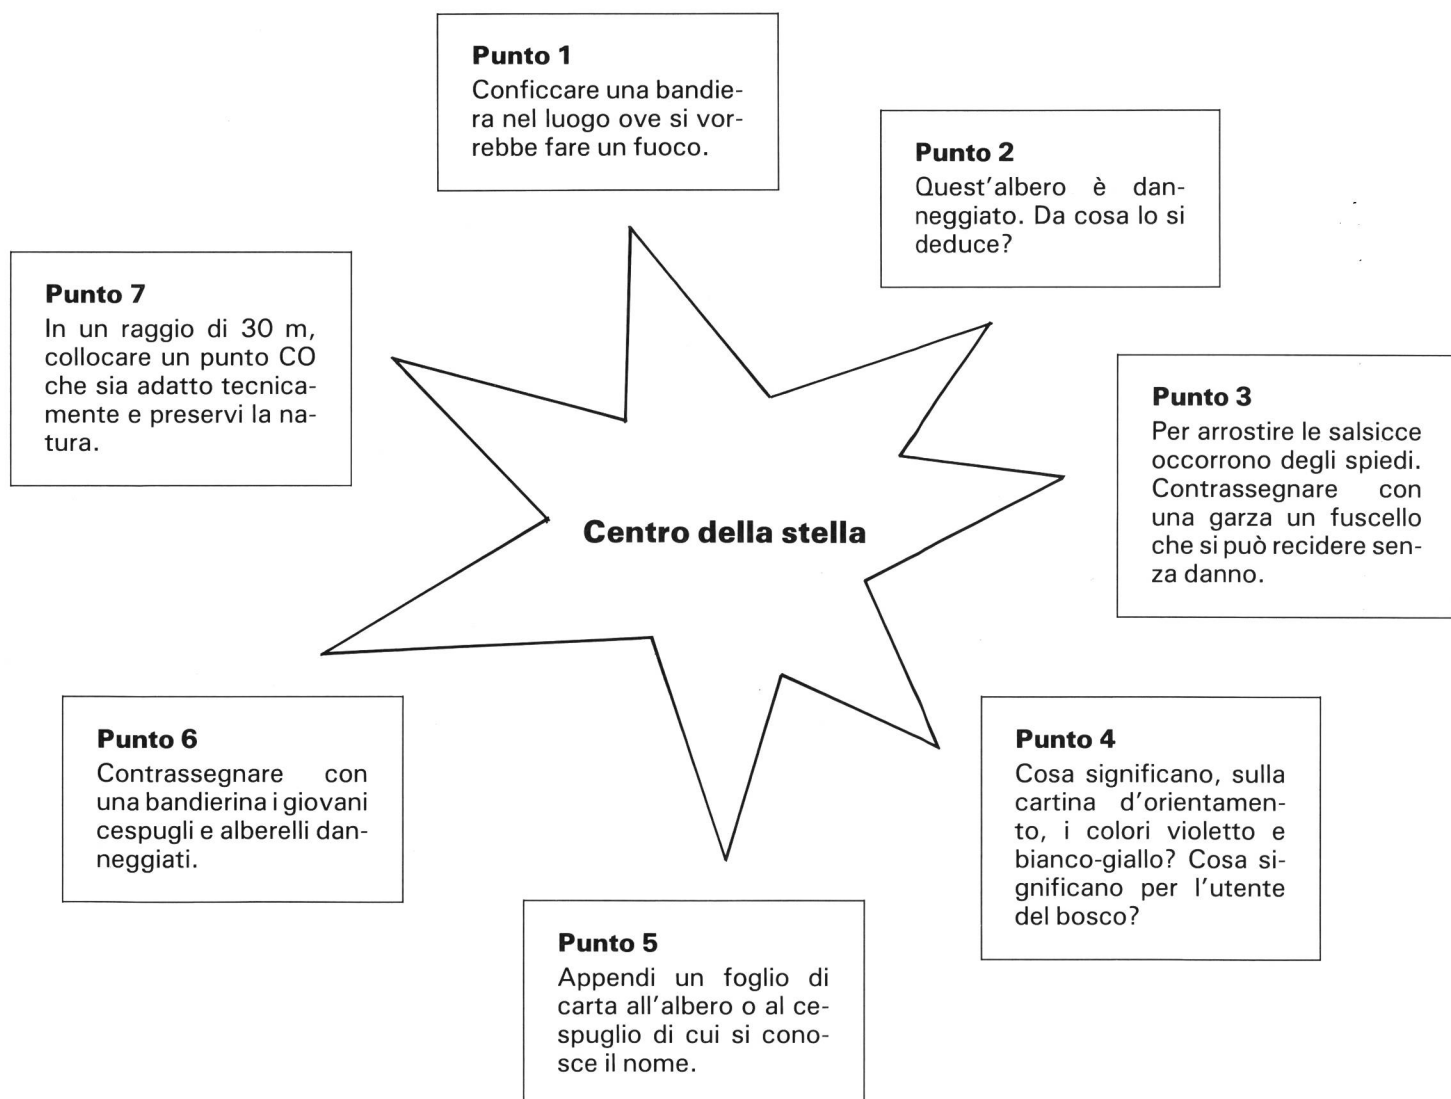 Punto 1
Conficcare una bandie-
ra nel luogo ove si vor-
rebbe fare un fuoco.
Punto 2
Quest'albero è dan-
neggiato. Da cosa lo si
deduce?
Punto 3
Per arrostire le salsicce
occorrono degli spiedi.
Contrassegnare con
una garza un fuscello
che si può recidere sen-
za danno.
Punto 4
Cosa significano, sulla
cartina d'orientamen-
to, i colori violetto e
bianco-giallo? Cosa si-
gnificano per l'utente
del bosco?
Punto 5
Appendi un foglio di
carta all'albero o al ce-
spuglio di cui si cono-
sce il nome.
Punto 6
Contrassegnare con
una bandierina i giovani
cespugli e alberelli dan-
neggiati.
Punto 7
In un raggio di 30 m,
collocare un punto CO
che sia adatto tecnica-
mente e preservi la na-
tura.
Centro della stella